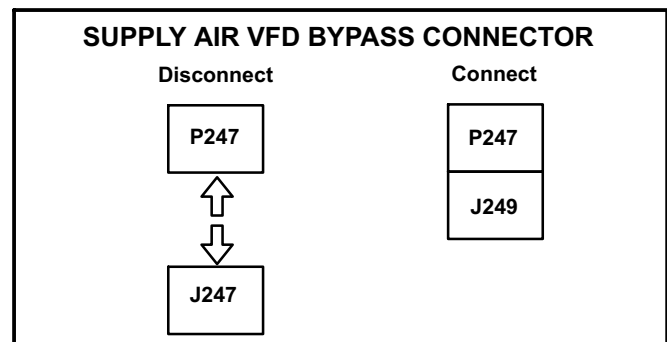 SUPPLY AIR VFD BYPASS CONNECTOR
Disconnect
Connect
P247
P247
J249
J247